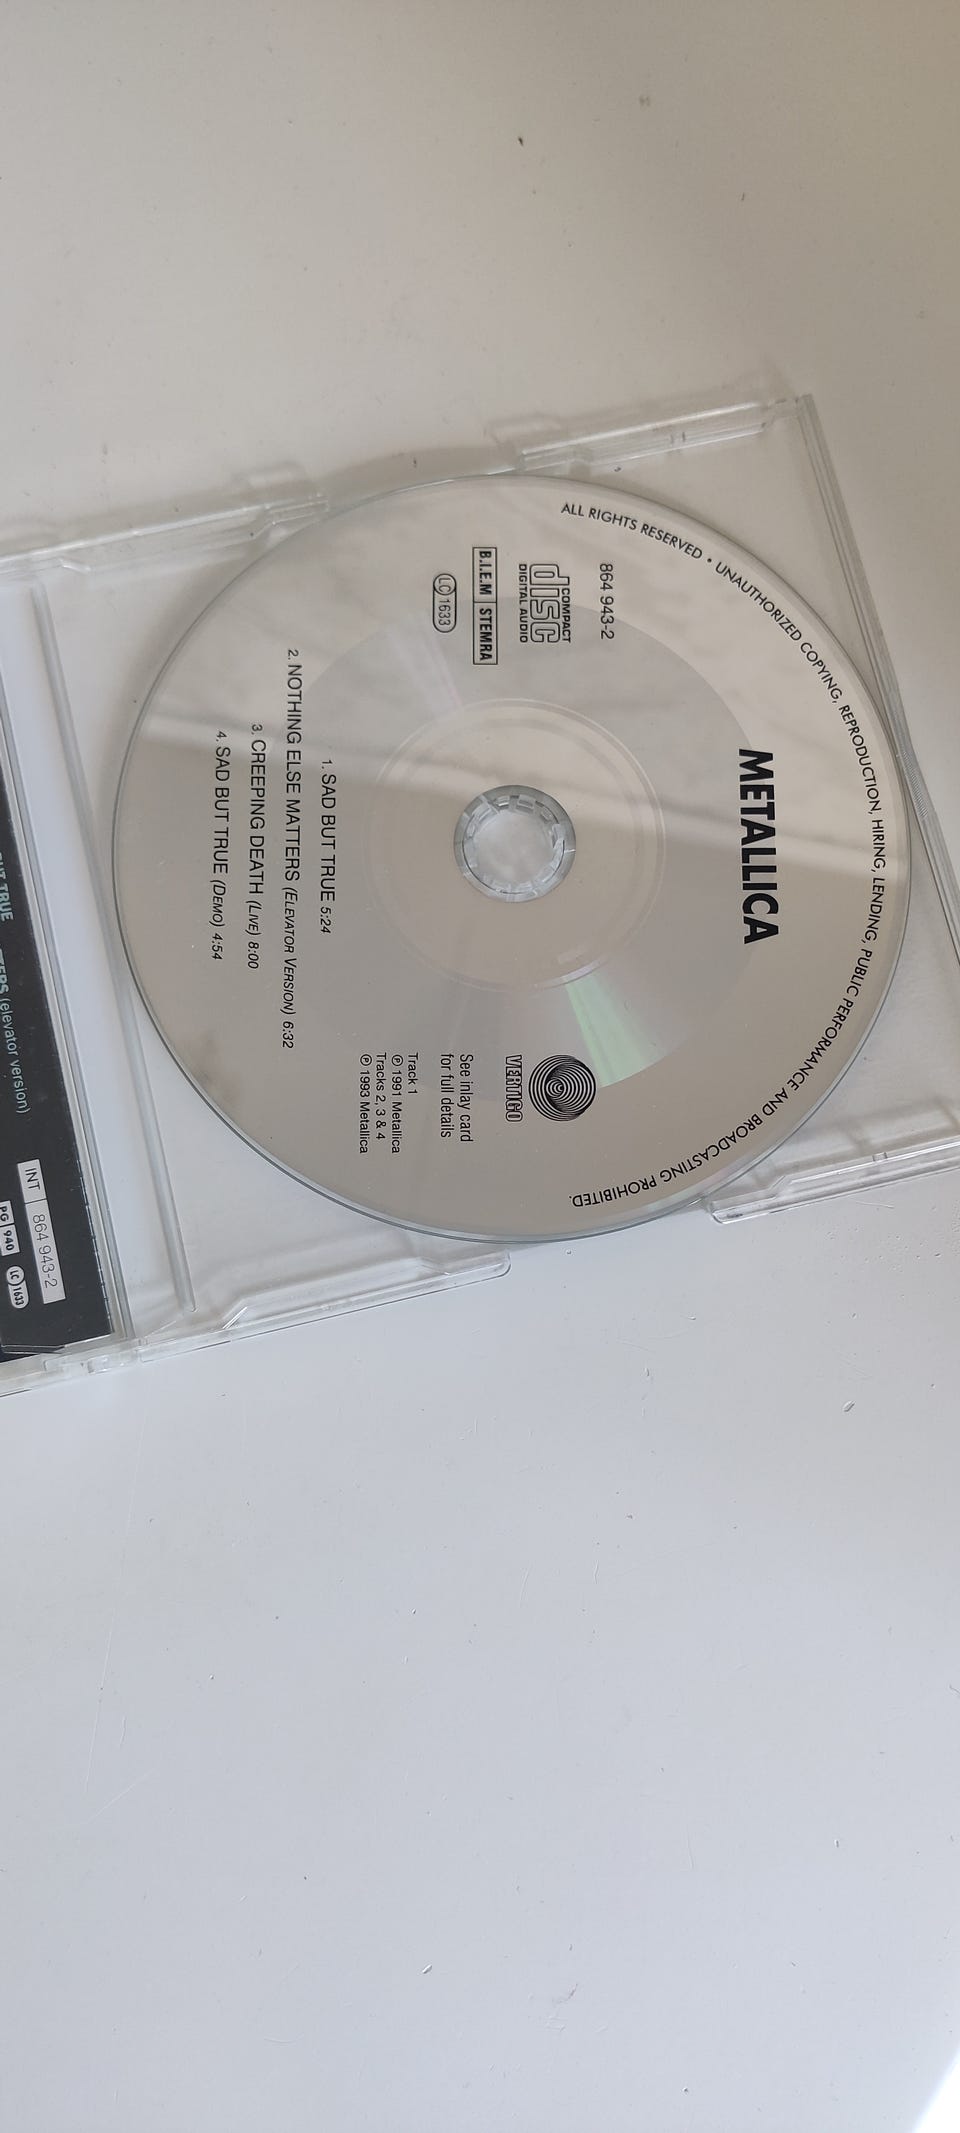 METALLICA
864 943-2
COMPACT
disc
DIGITAL AUDIO
B.I.E.M STEMRA
LC 1633
VERTIGO
See inlay card
for full details
Track 1
℗ 1991 Metallica
Tracks 2, 3 & 4
℗ 1993 Metallica
1. SAD BUT TRUE 5:24
2. NOTHING ELSE MATTERS (ELEVATOR VERSION) 6:32
3. CREEPING DEATH (LIVE) 8:00
4. SAD BUT TRUE (DEMO) 4:54
ALL RIGHTS RESERVED • UNAUTHORIZED COPYING, REPRODUCTION, HIRING, LENDING, PUBLIC PERFORMANCE AND BROADCASTING PROHIBITED.
INT 864 943-2
PG 940 LC 1633
(elevator version)
TRUE